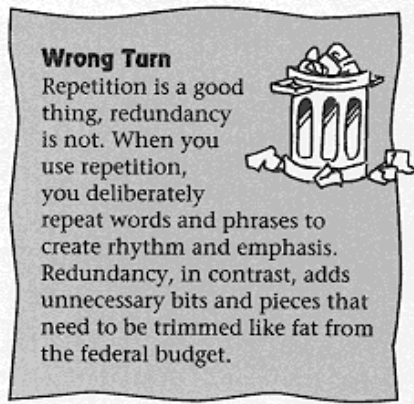 Wrong Turn
Repetition is a good
thing, redundancy
is not. When you
use repetition,
you deliberately
repeat words and phrases to
create rhythm and emphasis.
Redundancy, in contrast, adds
unnecessary bits and pieces that
need to be trimmed like fat from
the federal budget.